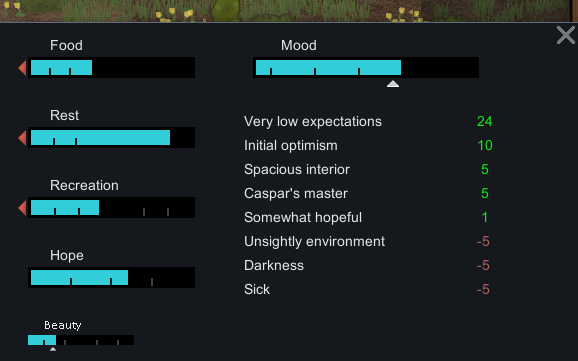 Food
Mood
Rest
Recreation
Hope
Beauty
Very low expectations 24
Initial optimism 10
Spacious interior 5
Caspar's master 5
Somewhat hopeful 1
Unsightly environment -5
Darkness -5
Sick -5